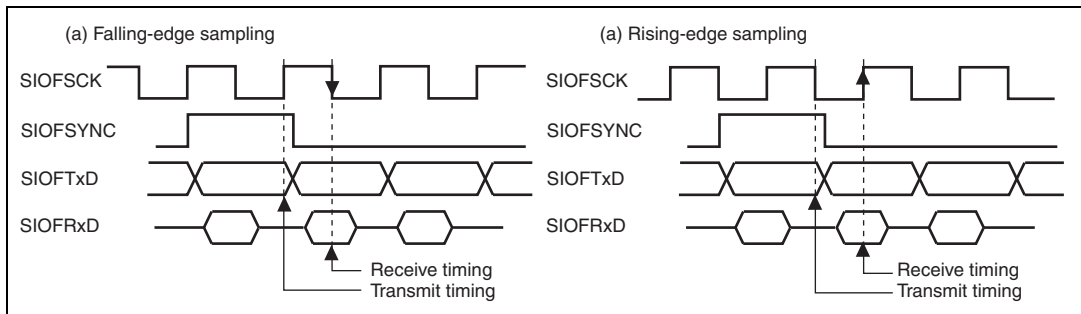 (a) Falling-edge sampling
SIOFSCK
SIOFSYNC
SIOFTxD
SIOFRxD
Receive timing
Transmit timing
(a) Rising-edge sampling
SIOFSCK
SIOFSYNC
SIOFTxD
SIOFRxD
Receive timing
Transmit timing